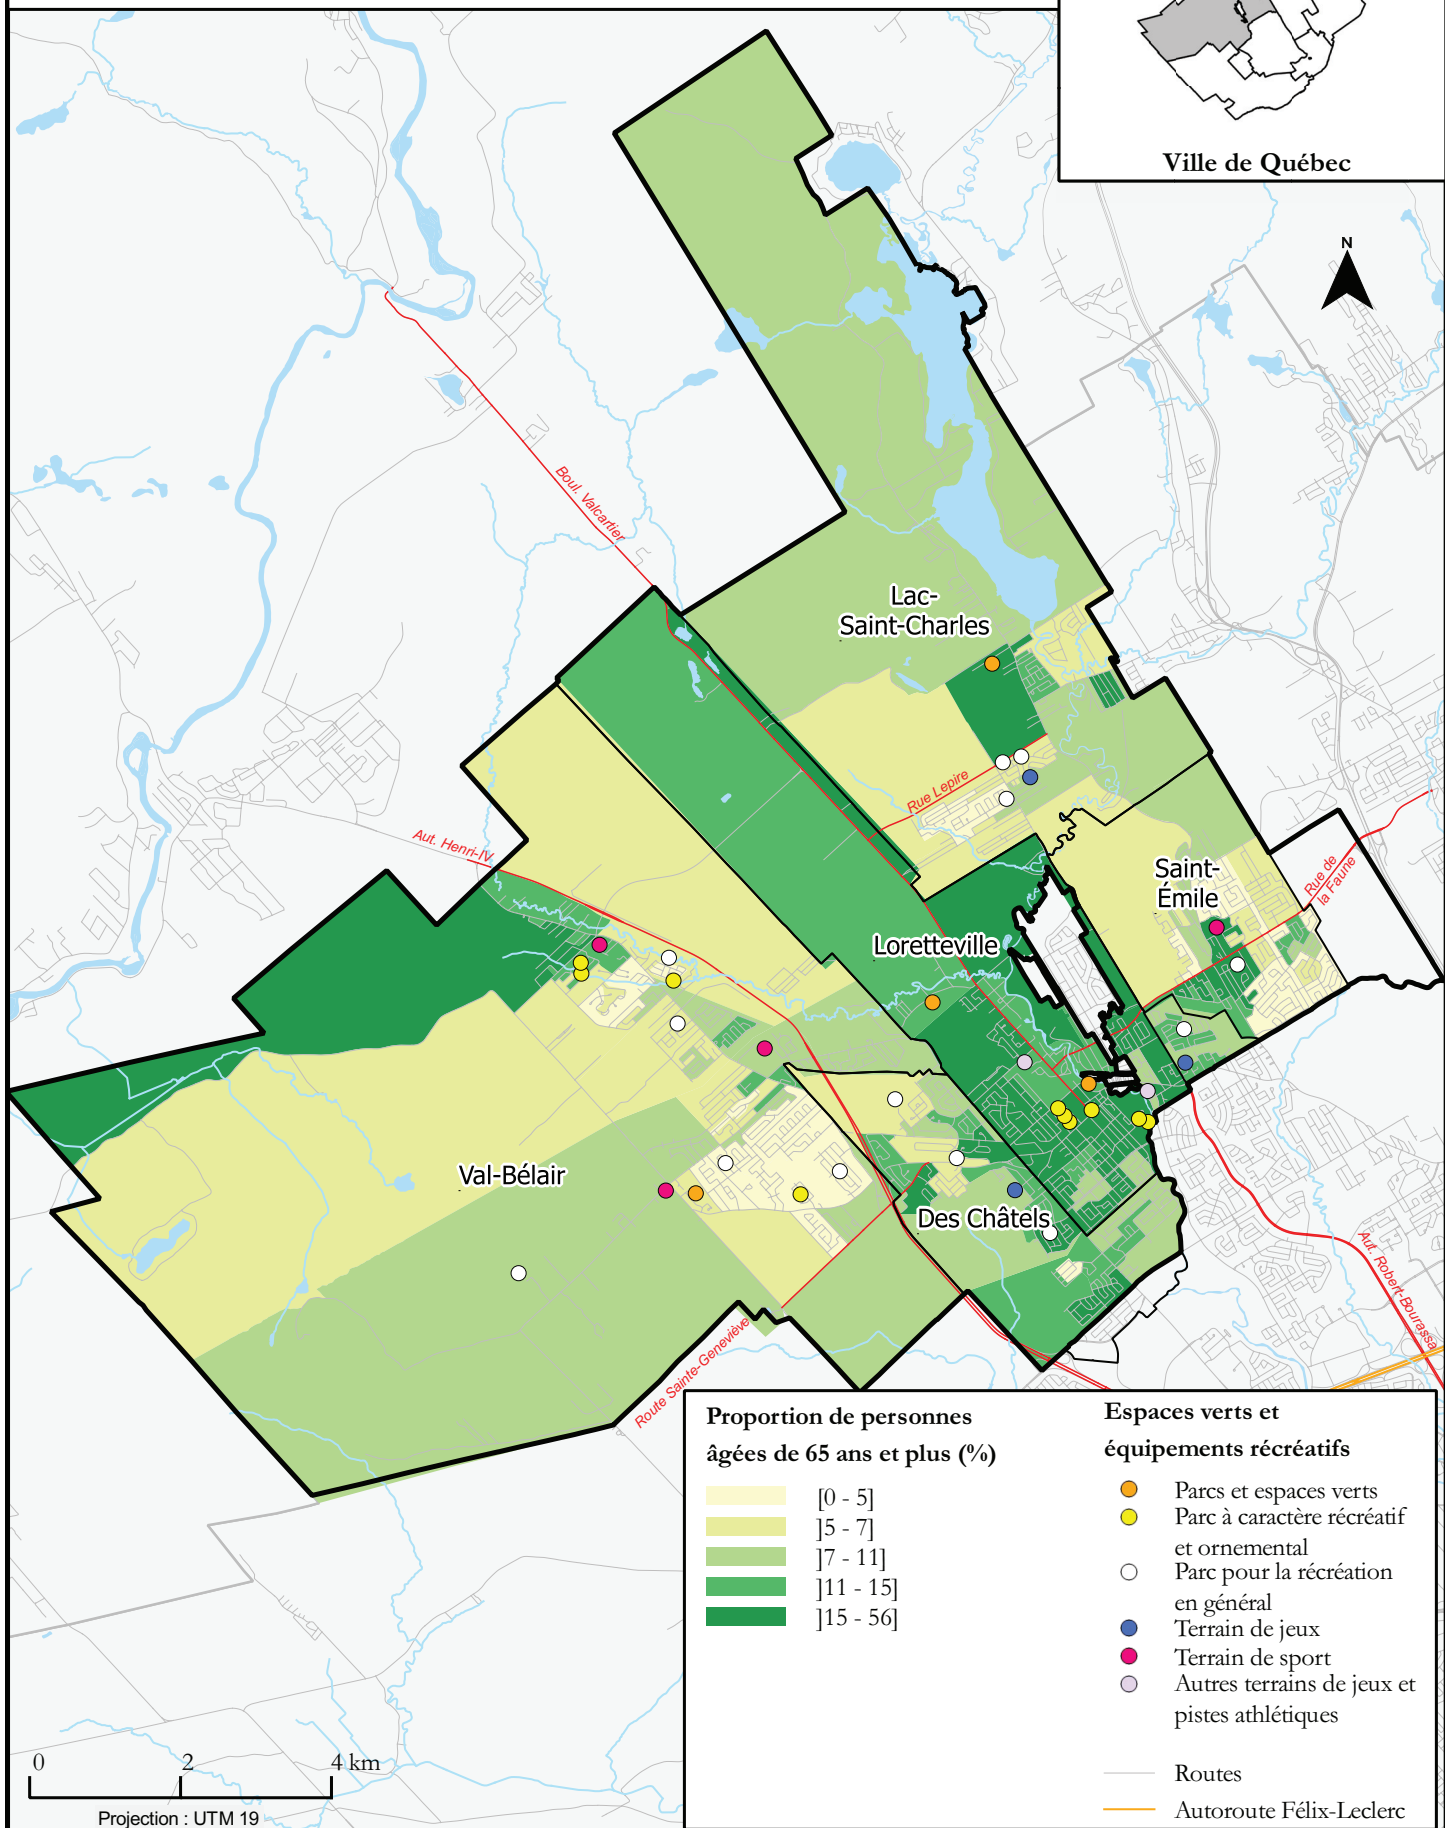 Ville de Québec
N
Boul. Valcartier
Lac-
Saint-Charles
Rue Lepire
Aut. Henri-IV
Saint-
Émile
Rue de
la Faune
Loretteville
Val-Bélair
Des Châtels
Aut. Robert-Bourassa
Route Sainte-Geneviève
Proportion de personnes
âgées de 65 ans et plus (%)
[0 - 5]
]5 - 7]
]7 - 11]
]11 - 15]
]15 - 56]
Espaces verts et
équipements récréatifs
Parcs et espaces verts
Parc à caractère récréatif
et ornemental
Parc pour la récréation
en général
Terrain de jeux
Terrain de sport
Autres terrains de jeux et
pistes athlétiques
Routes
Autoroute Félix-Leclerc
0 2 4 km
Projection : UTM 19